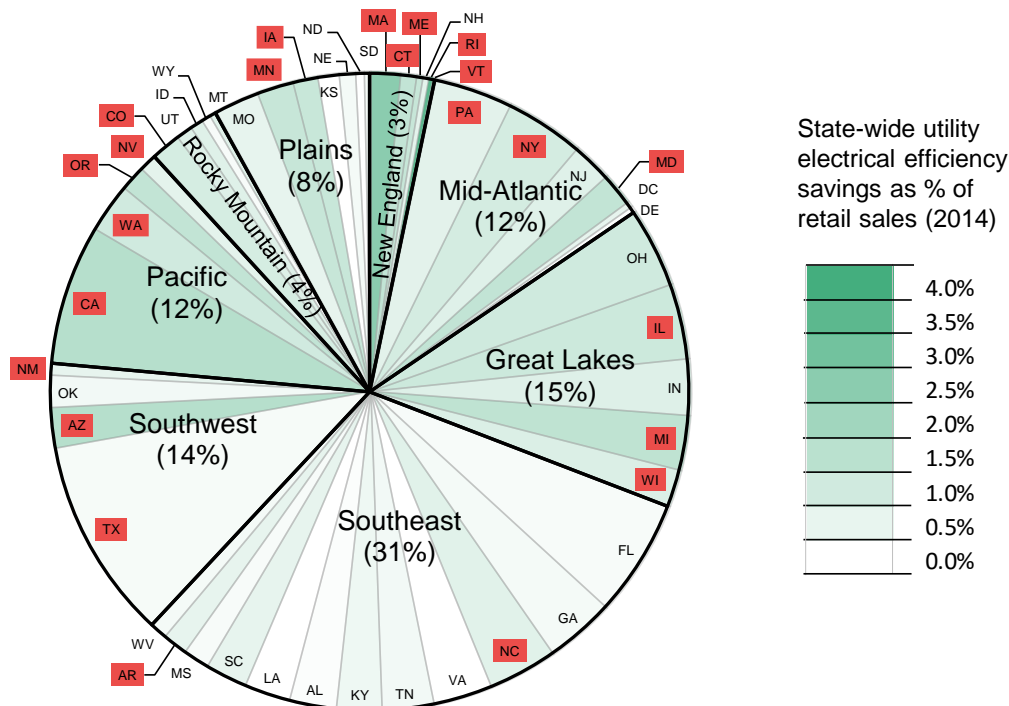 MA
ME
NH
RI
VT
CT
ND
SD
IA
NE
MN
KS
WY
MT
MO
ID
UT
CO
NV
OR
WA
CA
PA
NY
NJ
MD
DC
DE
Plains
(8%)
New England (3%)
Mid-Atlantic
(12%)
Rocky Mountain (4%)
Pacific
(12%)
OH
IL
Great Lakes
(15%)
IN
MI
WI
NM
OK
AZ
Southwest
(14%)
TX
Southeast
(31%)
FL
GA
NC
VA
TN
KY
AL
LA
SC
MS
AR
WV
State-wide utility
electrical efficiency
savings as % of
retail sales (2014)
4.0%
3.5%
3.0%
2.5%
2.0%
1.5%
1.0%
0.5%
0.0%